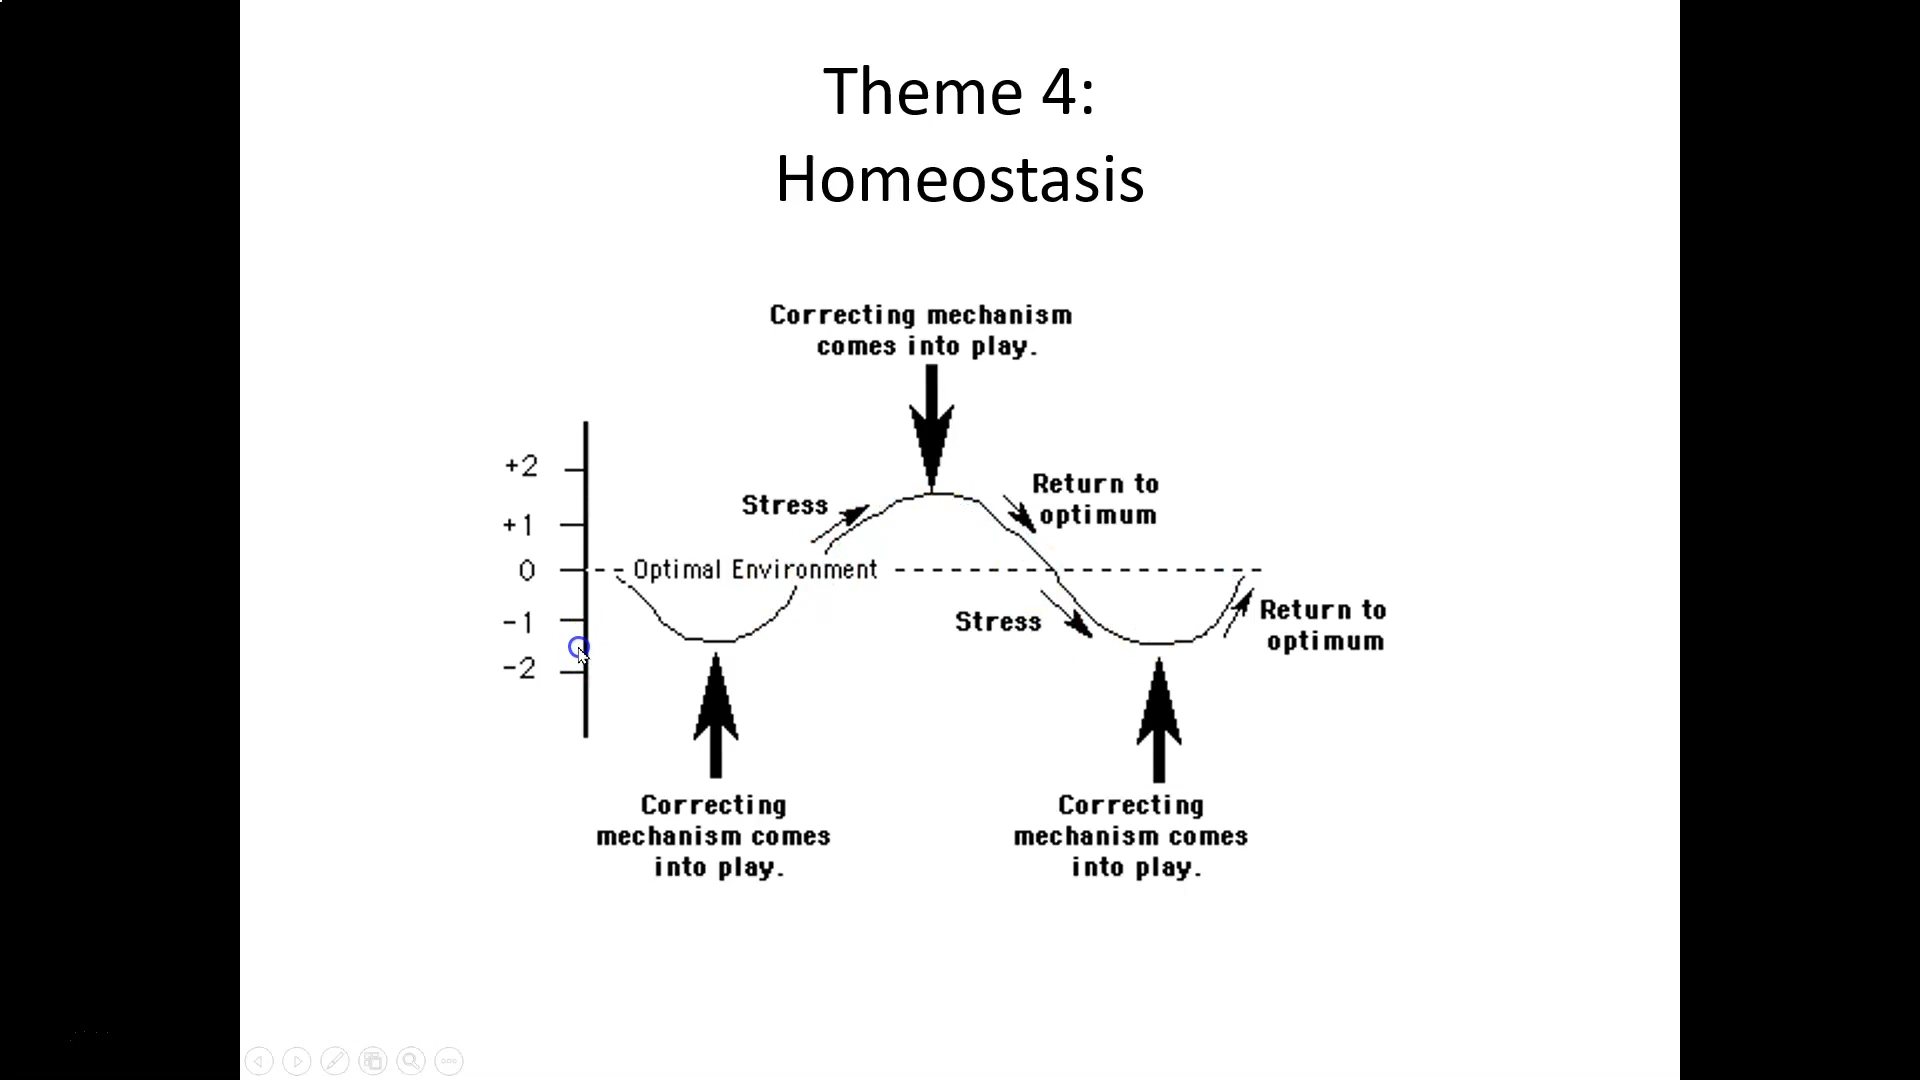 Theme 4:
Homeostasis
Correcting mechanism
comes into play.
+2
+1
0
-1
-2
Stress
Return to
optimum
Optimal Environment
Stress
Return to
optimum
Correcting
mechanism comes
into play.
Correcting
mechanism comes
into play.